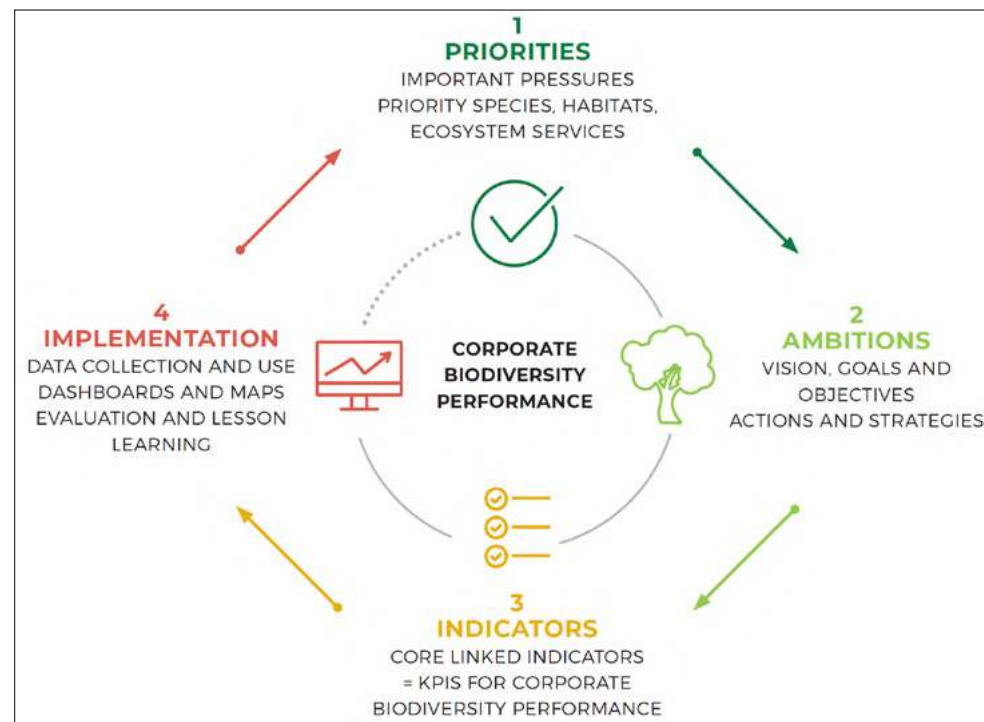 1
PRIORITIES
IMPORTANT PRESSURES
PRIORITY SPECIES, HABITATS,
ECOSYSTEM SERVICES
2
AMBITIONS
VISION, GOALS AND
OBJECTIVES
ACTIONS AND STRATEGIES
3
INDICATORS
CORE LINKED INDICATORS
= KPIS FOR CORPORATE
BIODIVERSITY PERFORMANCE
4
IMPLEMENTATION
DATA COLLECTION AND USE
DASHBOARDS AND MAPS
EVALUATION AND LESSON
LEARNING
CORPORATE
BIODIVERSITY
PERFORMANCE